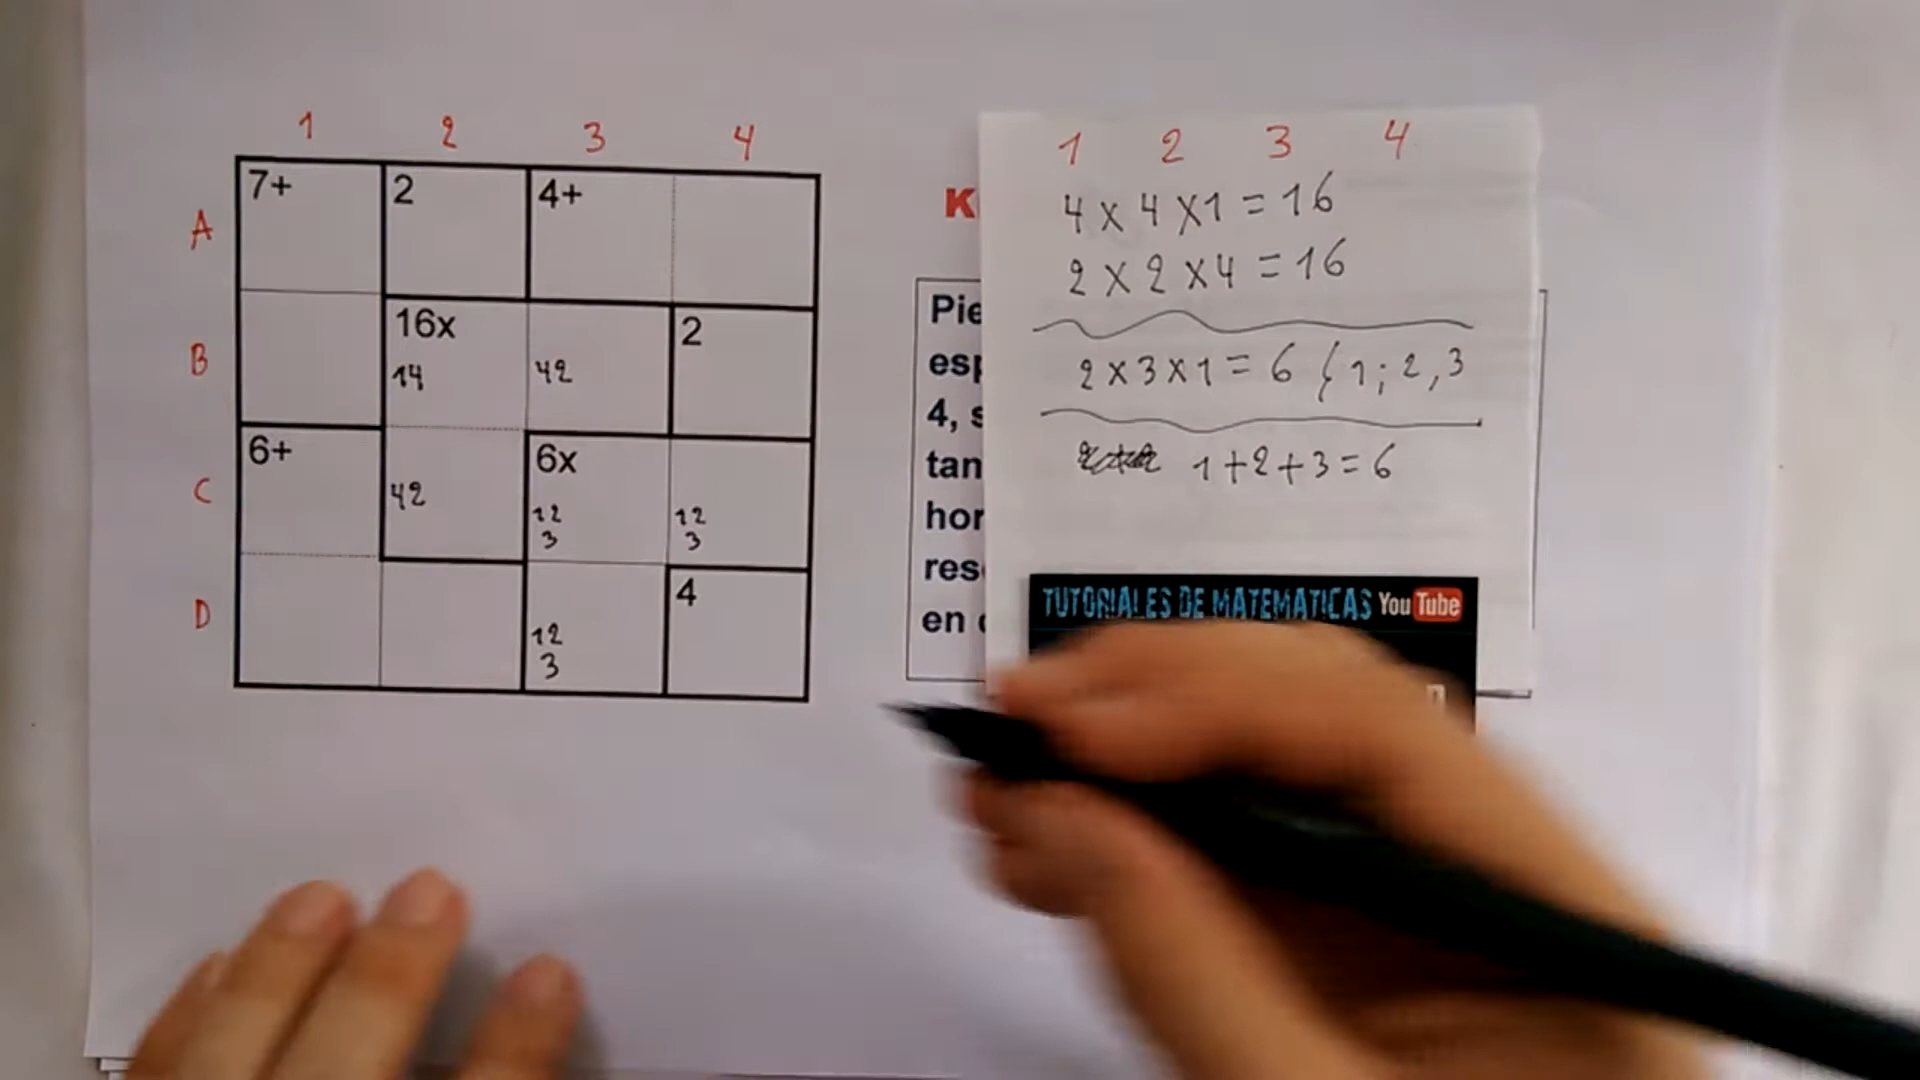 1 2 3 4
A 7+ 2 4+
B 16x 2
14 42
C 6+ 6x
42 12 12
3 3
D 4
12
3
K
Pie
esp
4, s
tan
hor
res
en
1 2 3 4
4 x 4 x 1 = 16
2 x 2 x 4 = 16
2 x 3 x 1 = 6 ( 1 ; 2 , 3
1 + 2 + 3 = 6
TUTORIALES DE MATEMATICAS YouTube